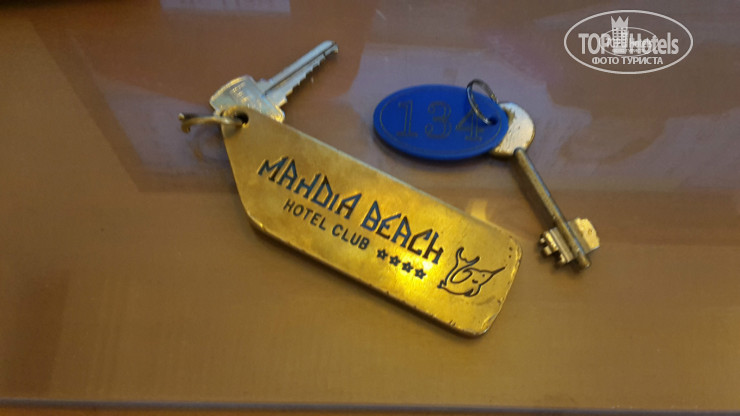 TOP Hotels
ФОТО ТУРИСТА
134
MAHDIA BEACH
HOTEL CLUB